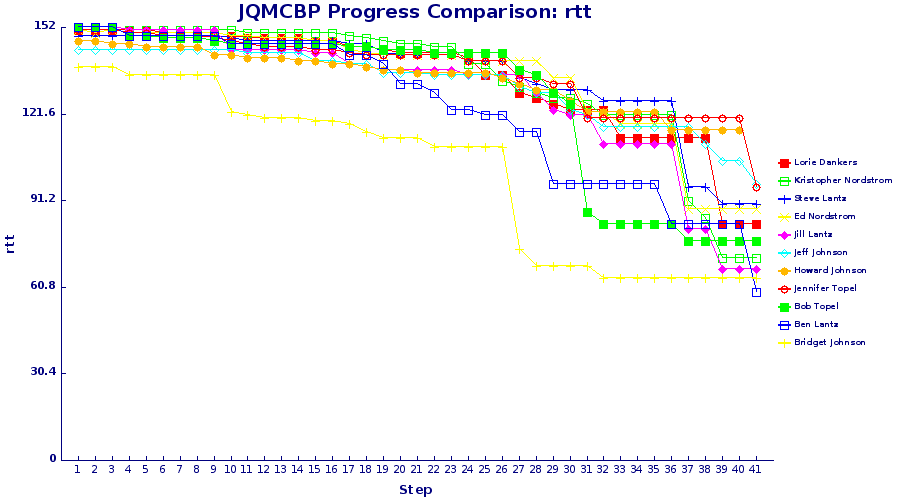 JQMCBP Progress Comparison: rtt
152
121.6
91.2
60.8
30.4
0
rtt
1 2 3 4 5 6 7 8 9 10 11 12 13 14 15 16 17 18 19 20 21 22 23 24 25 26 27 28 29 30 31 32 33 34 35 36 37 38 39 40 41
Step
Lorie Dankers
Kristopher Nordstrom
Steve Lantz
Ed Nordstrom
Jill Lantz
Jeff Johnson
Howard Johnson
Jennifer Topel
Bob Topel
Ben Lantz
Bridget Johnson